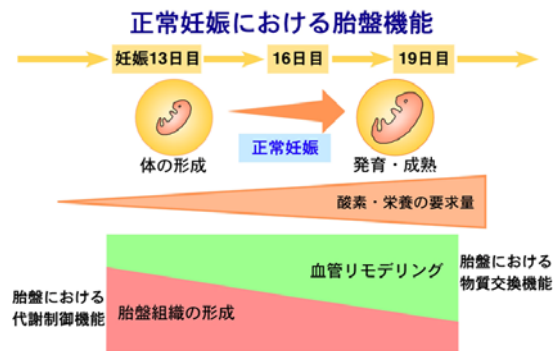 正常妊娠における胎盤機能
妊娠13日目
16日目
19日目
正常妊娠
体の形成
発育・成熟
酸素・栄養の要求量
血管リモデリング
胎盤における
物質交換機能
胎盤における
代謝制御機能
胎盤組織の形成